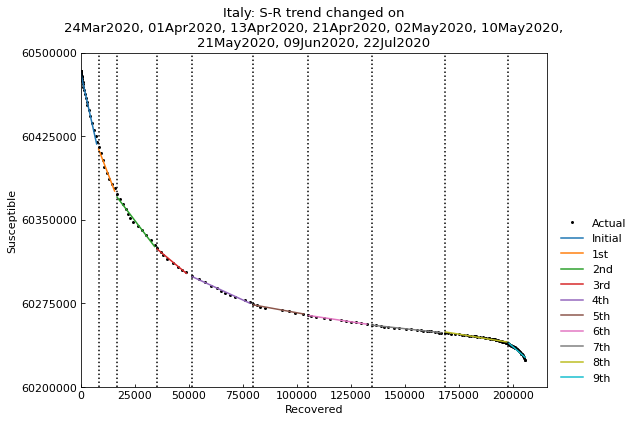 Italy: S-R trend changed on
24Mar2020, 01Apr2020, 13Apr2020, 21Apr2020, 02May2020, 10May2020,
21May2020, 09Jun2020, 22Jul2020
60500000
60425000
60350000
60275000
60200000
Susceptible
0
25000
50000
75000
100000
125000
150000
175000
200000
Recovered
Actual
Initial
1st
2nd
3rd
4th
5th
6th
7th
8th
9th